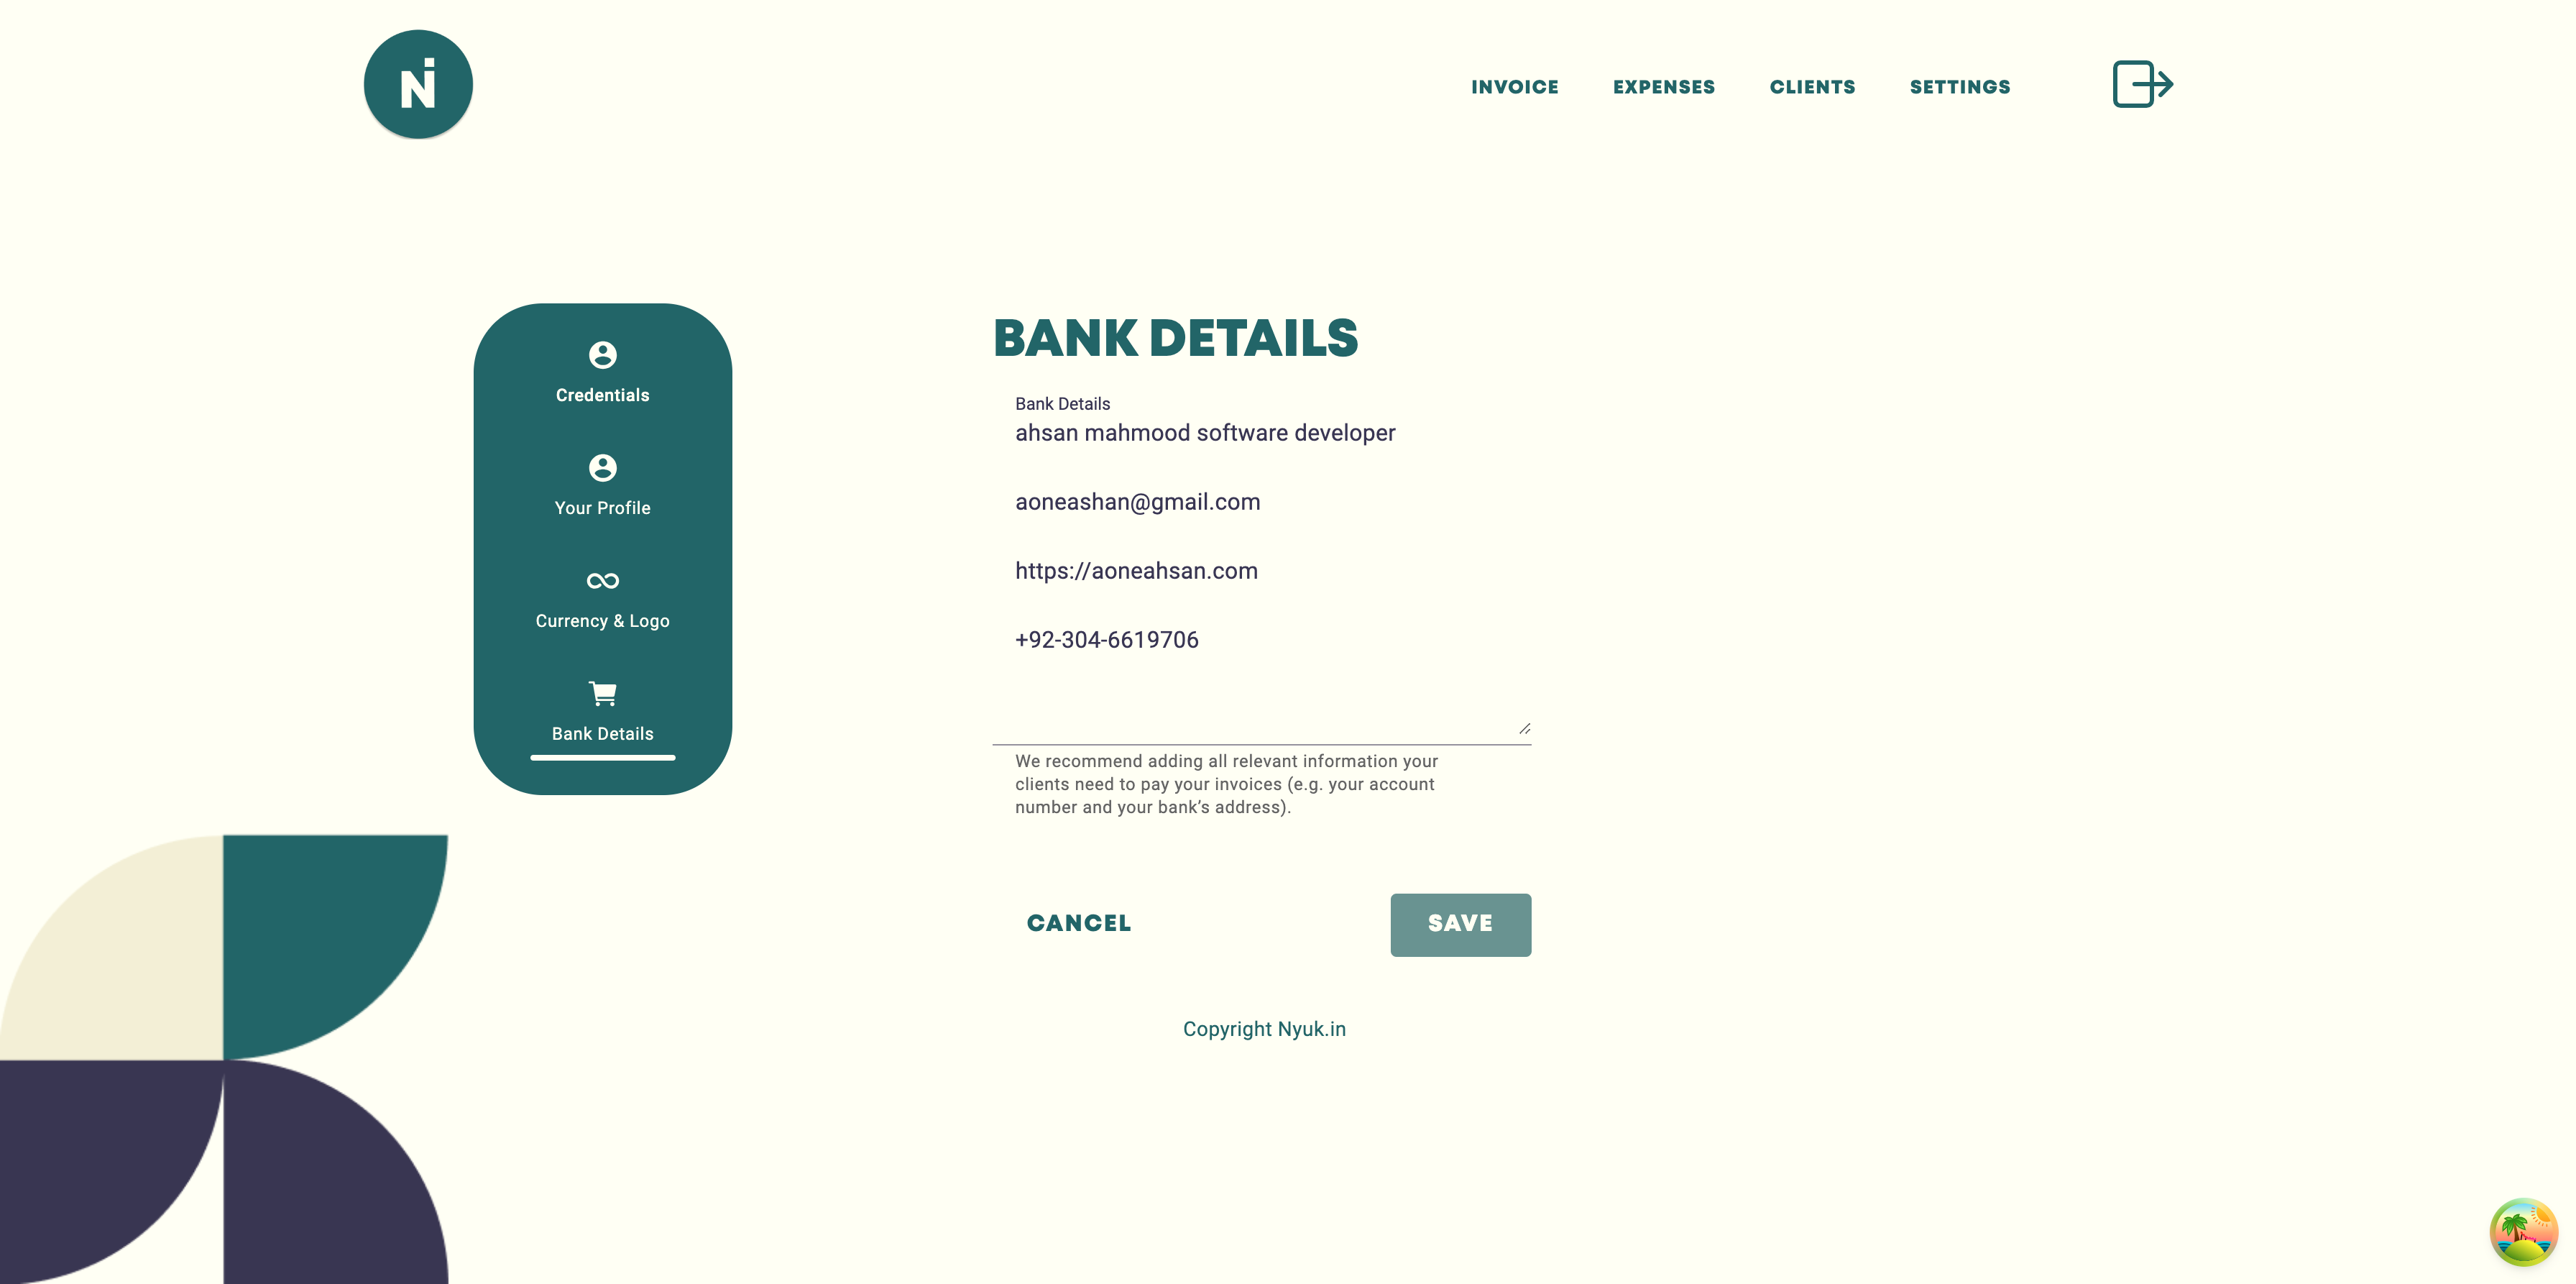 Ni
INVOICE
EXPENSES
CLIENTS
SETTINGS
Credentials
Your Profile
Currency & Logo
Bank Details
BANK DETAILS
Bank Details
ahsan mahmood software developer
aoneashan@gmail.com
https://aoneahsan.com
+92-304-6619706
We recommend adding all relevant information your
clients need to pay your invoices (e.g. your account
number and your bank’s address).
CANCEL
SAVE
Copyright Nyuk.in